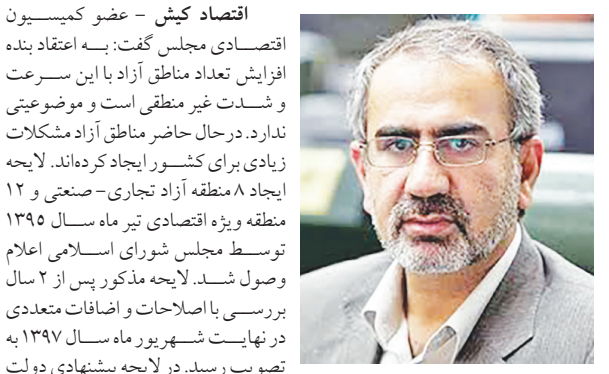 اقتصاد کیش - عضو کمیسیون
اقتصادی مجلس گفت: به اعتقاد بنده
افزایش تعداد مناطق آزاد با این سرعت
و شدت غیر منطقی است و موضوعیتی
ندارد. درحال حاضر مناطق آزاد مشکلات
زیادی برای کشور ایجاد کرده‌اند. لایحه
ایجاد ۸ منطقه آزاد تجاری- صنعتی و ۱۲
منطقه ویژه اقتصادی تیر ماه سال ۱۳۹۵
توسط مجلس شورای اسلامی اعلام
وصول شد. لایحه مذکور پس از ۲ سال
بررسی با اصلاحات و اضافات متعددی
در نهایت شهریور ماه سال ۱۳۹۷ به
تصویب رسید. در لایحه پیشنهادی دولت